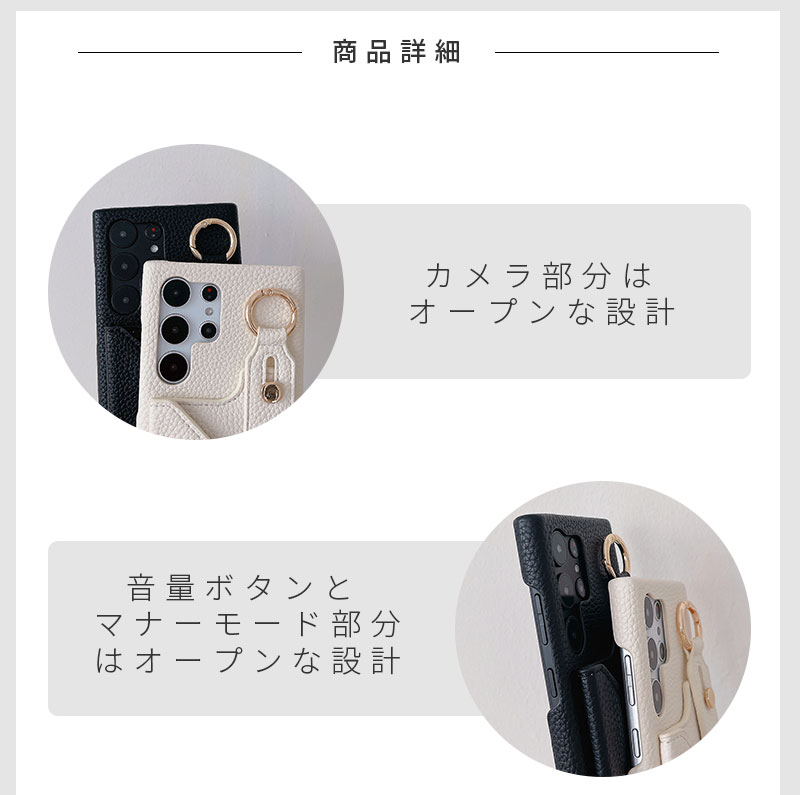 商品詳細
カメラ部分は
オープンな設計
音量ボタンと
マナーモード部分
はオープンな設計